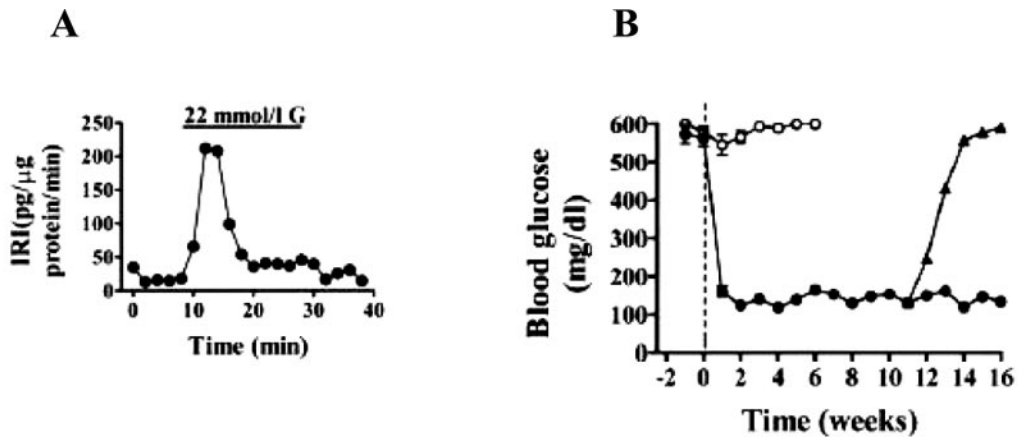 A
B
22 mmol/l G
250
200
150
100
50
0
IRI(pg/µg
protein/min)
0 10 20 30 40
Time (min)
600
500
400
300
200
100
0
Blood glucose
(mg/dl)
-2 0 2 4 6 8 10 12 14 16
Time (weeks)